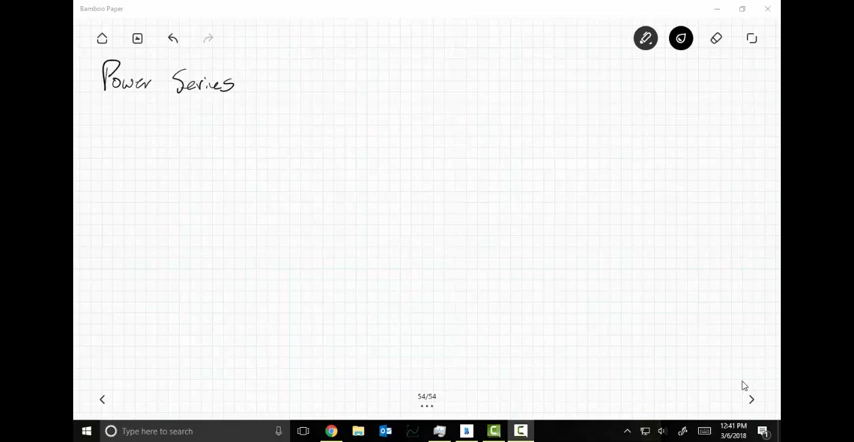 Bamboo Paper
Power Series
54/54
Type here to search
12:41 PM
3/6/2018